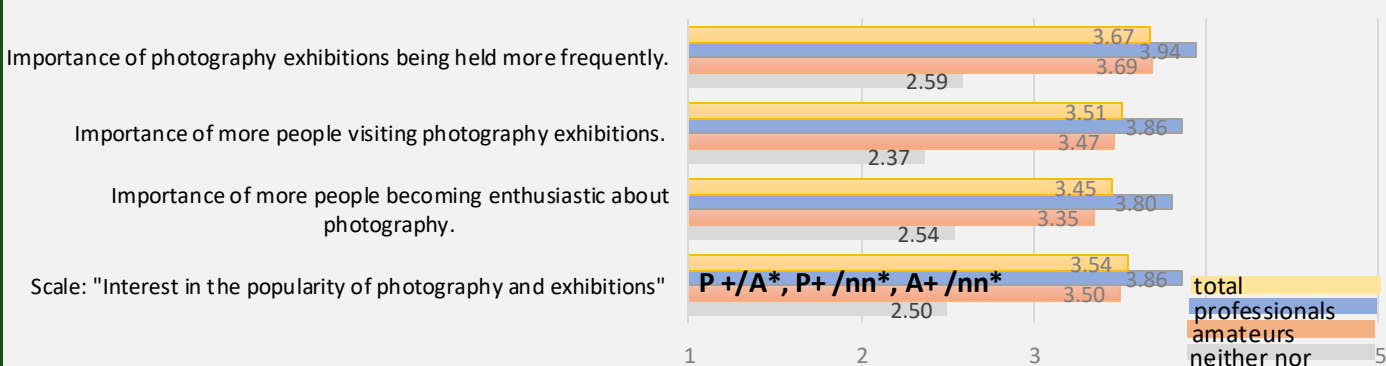 Importance of photography exhibitions being held more frequently.
3.67
3.94
3.69
2.59
Importance of more people visiting photography exhibitions.
3.51
3.86
3.47
2.37
Importance of more people becoming enthusiastic about
photography.
3.45
3.80
3.35
2.54
Scale: "Interest in the popularity of photography and exhibitions"
P +/A*, P+ /nn*, A+ /nn*
3.54
3.86
3.50
2.50
total
professionals
amateurs
neither nor
1 2 3 5